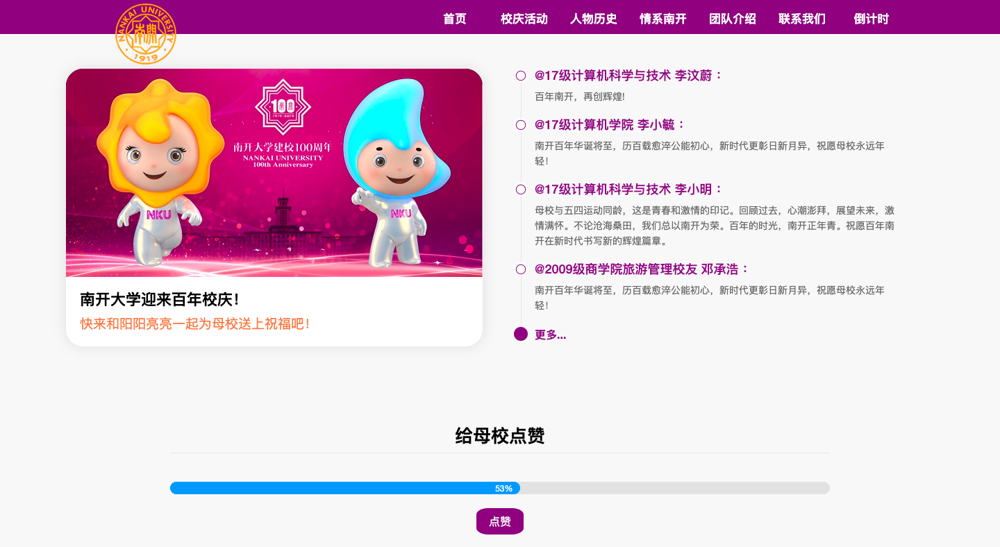 首页 校庆活动 人物历史 情系南开 团队介绍 联系我们 倒计时
NANKAI UNIVERSITY
南開
1919
100
1919-2019
南开大学建校100周年
NANKAI UNIVERSITY
100th Anniversary
NKU
NKU
南开大学迎来百年校庆！
快来和阳阳亮亮一起为母校送上祝福吧！
@17级计算机科学与技术 李汶蔚：
百年南开，再创辉煌!
@17级计算机学院 李小毓：
南开百年华诞将至，历百载愈淬公能初心，新时代更彰日新月异，祝愿母校永远年
轻！
@17级计算机科学与技术 李小明：
母校与五四运动同龄，这是青春和激情的印记。回顾过去，心潮澎拜，展望未来，激
情满怀。不论沧海桑田，我们总以南开为荣。百年的时光，南开正年青。祝愿百年南
开在新时代书写新的辉煌篇章。
@2009级商学院旅游管理校友 邓承浩：
南开百年华诞将至，历百载愈淬公能初心，新时代更彰日新月异，祝愿母校永远年
轻！
更多...
给母校点赞
53%
点赞